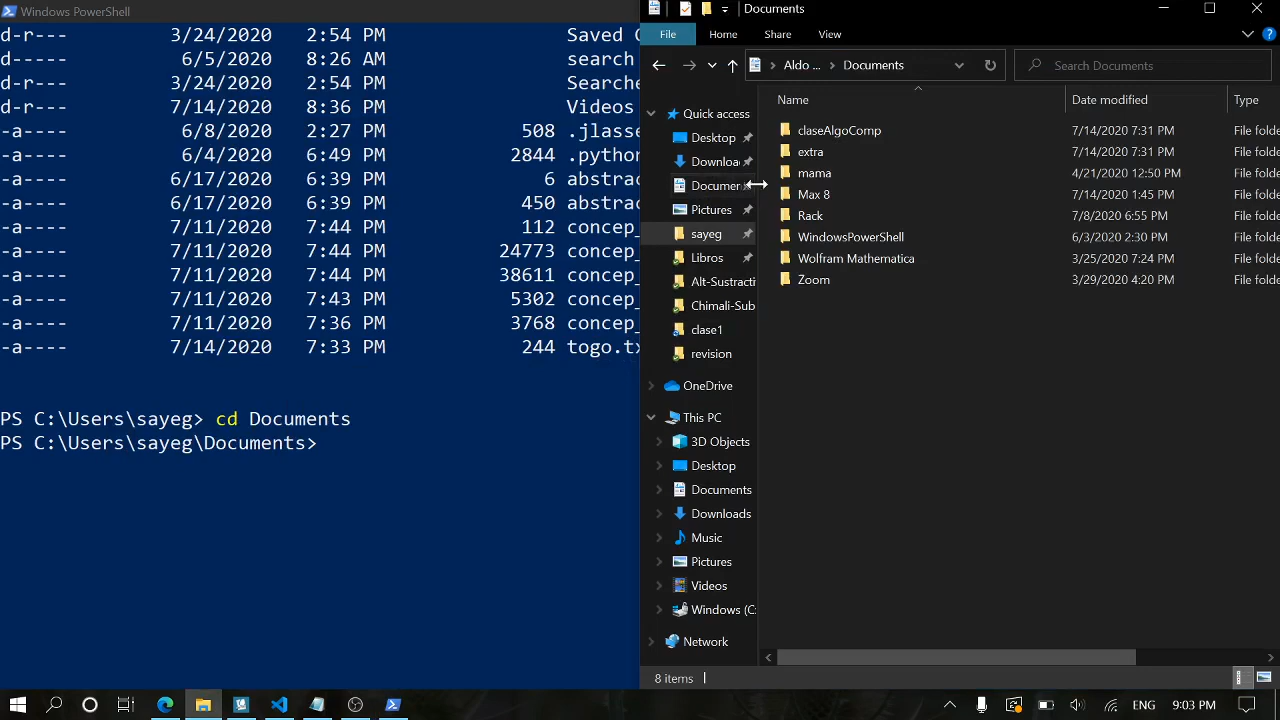 Windows PowerShell
d-r--- 3/24/2020 2:54 PM Saved
d----- 6/5/2020 8:26 AM search
d-r--- 3/24/2020 2:54 PM Searche
d-r--- 7/14/2020 8:36 PM Videos
-a---- 6/8/2020 2:27 PM 508 .jlasse
-a---- 6/4/2020 6:49 PM 2844 .python
-a---- 6/17/2020 6:39 PM 6 abstrac
-a---- 6/17/2020 6:39 PM 450 abstrac
-a---- 7/11/2020 7:44 PM 112 concep_
-a---- 7/11/2020 7:44 PM 24773 concep_
-a---- 7/11/2020 7:44 PM 38611 concep_
-a---- 7/11/2020 7:43 PM 5302 concep_
-a---- 7/11/2020 7:36 PM 3768 concep_
-a---- 7/14/2020 7:33 PM 244 togo.tx
PS C:\Users\sayeg> cd Documents
PS C:\Users\sayeg\Documents>
Documents
File Home Share View
Aldo ... > Documents
Search Documents
Name Date modified Type
Quick access
Desktop
Downloa
Documen
Pictures
sayeg
Libros
Alt-Sustracti
Chimali-Sub
clase1
revision
OneDrive
This PC
3D Objects
Desktop
Documents
Downloads
Music
Pictures
Videos
Windows (C:
Network
claseAlgoComp 7/14/2020 7:31 PM File folde
extra 7/14/2020 7:31 PM File folde
mama 4/21/2020 12:50 PM File folde
Max 8 7/14/2020 1:45 PM File folde
Rack 7/8/2020 6:55 PM File folde
WindowsPowerShell 6/3/2020 2:30 PM File folde
Wolfram Mathematica 3/25/2020 7:24 PM File folde
Zoom 3/29/2020 4:20 PM File folde
8 items
ENG 9:03 PM